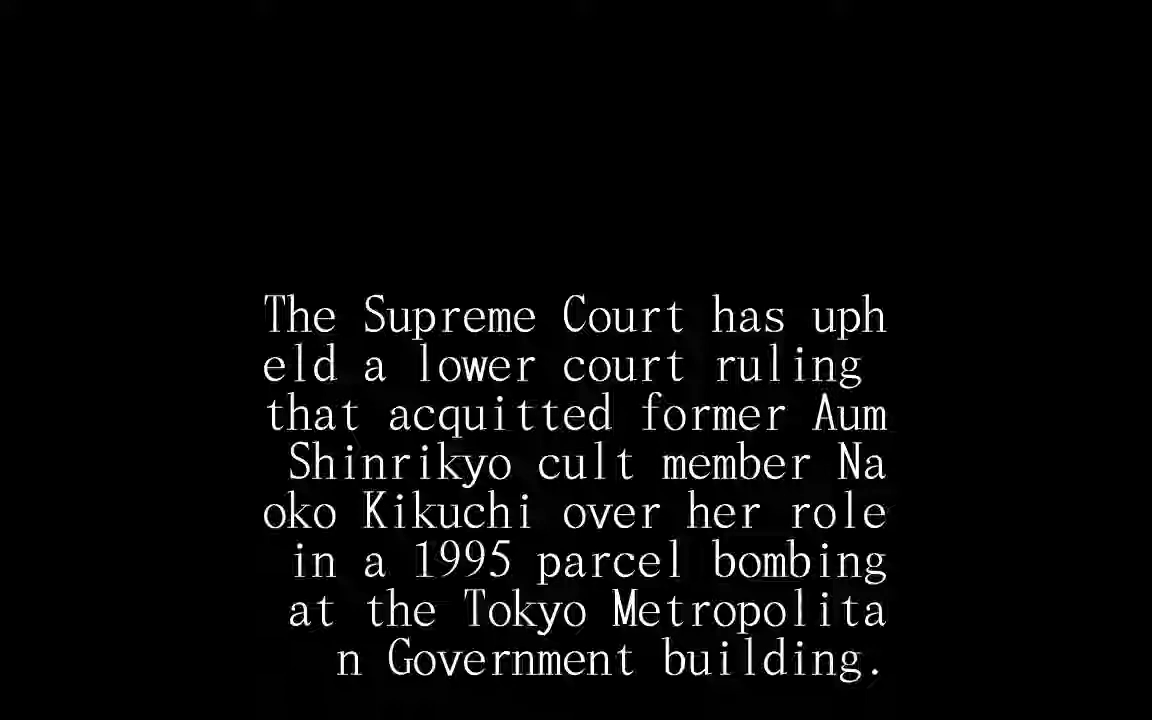 The Supreme Court has uph
eld a lower court ruling
that acquitted former Aum
Shinrikyo cult member Na
oko Kikuchi over her role
in a 1995 parcel bombing
at the Tokyo Metropolita
n Government building.